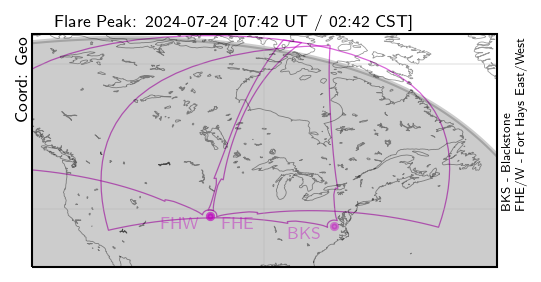 Flare Peak: 2024-07-24 [07:42 UT / 02:42 CST]
Coord: Geo
FHW
FHE
BKS
BKS - Blackstone
FHE/W - Fort Hays East/West